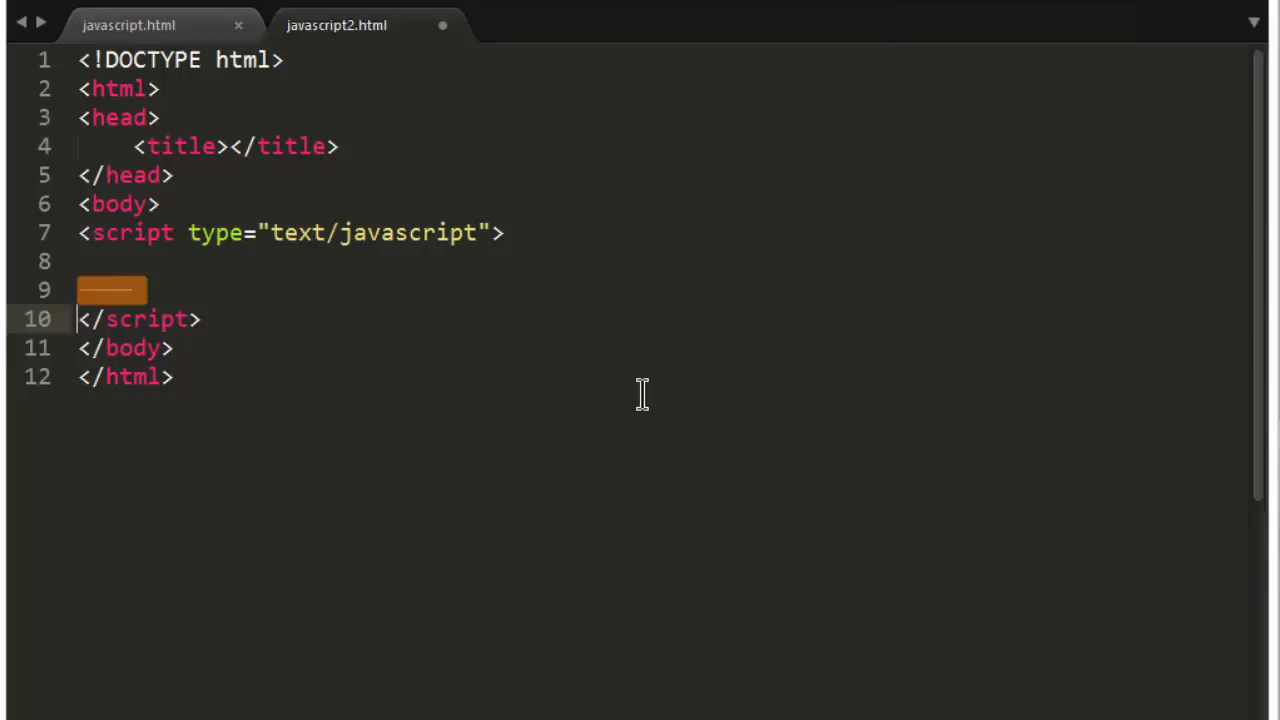 javascript.html × javascript2.html
1 <!DOCTYPE html>
2 <html>
3 <head>
4 <title></title>
5 </head>
6 <body>
7 <script type="text/javascript">
8
9
10 </script>
11 </body>
12 </html>